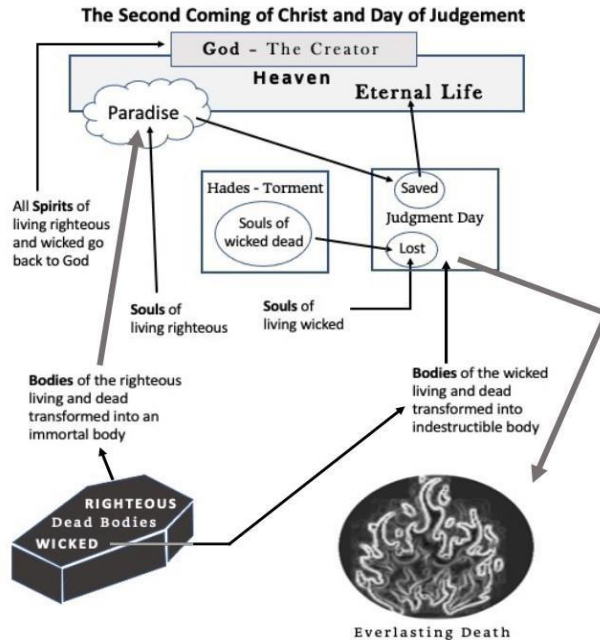 The Second Coming of Christ and Day of Judgement
God – The Creator
Heaven
Eternal Life
Paradise
Hades - Torment
Souls of
wicked dead
Saved
Judgment Day
Lost
All Spirits of
living righteous
and wicked go
back to God
Souls of
living righteous
Souls of
living wicked
Bodies of the righteous
living and dead
transformed into an
immortal body
Bodies of the wicked
living and dead
transformed into
indestructible body
RIGHTEOUS
Dead Bodies
WICKED
Everlasting Death